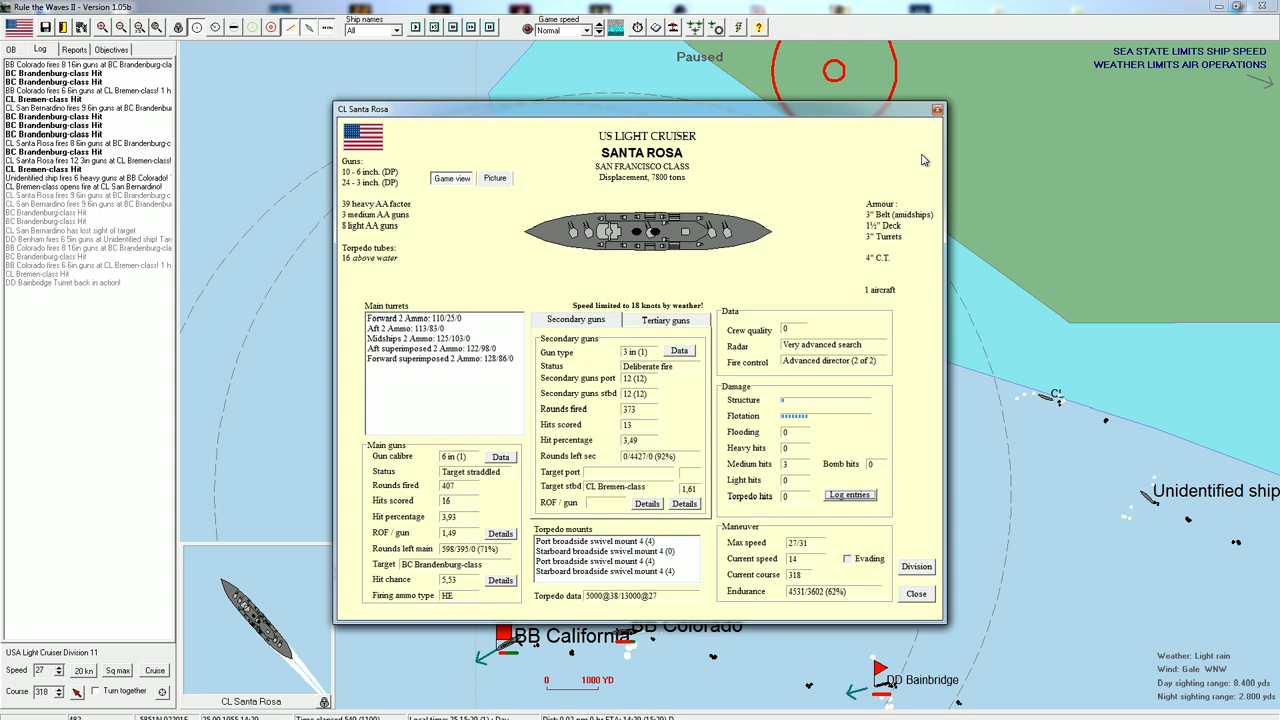 Rule the Waves II - Version 1.05b
Ship names
All
Game speed
Normal
OB
Log
Reports
Objectives
BB Colorado fires 8 16in guns at BC Brandenburg-cla
BC Brandenburg-class Hit
BC Brandenburg-class Hit
BB Colorado fires 6 6in guns at CL Bremen-class! 1 h
CL Bremen-class Hit
CL San Bernardino fires 9 6in guns at BC Brandenbu
BC Brandenburg-class Hit
BC Brandenburg-class Hit
BC Brandenburg-class Hit
CL Santa Rosa fires 8 6in guns at BC Brandenburg-c
BC Brandenburg-class Hit
CL Santa Rosa fires 12 3in guns at CL Bremen-class!
CL Bremen-class Hit
Unidentified ship fires 6 heavy guns at BB Colorado!
CL Bremen-class opens fire at CL San Bernardino!
CL Santa Rosa fires 9 6in guns at BC Brandenburg-c
CL San Bernardino fires 9 6in guns at BC Brandenbu
BC Brandenburg-class Hit
BC Brandenburg-class Hit
CL San Bernardino has lost sight of target
DD Benham fires 6 5in guns at Unidentified ship! Tar
BB Colorado fires 8 16in guns at BC Brandenburg-cla
BC Brandenburg-class Hit
BB Colorado fires 6 6in guns at CL Bremen-class! 1 h
CL Bremen-class Hit
DD Bainbridge Turret back in action!
USA Light Cruiser Division 11
Speed 27
20 kn
Sq max
Cruise
Course 318
Turn together
CL Santa Rosa
Paused
SEA STATE LIMITS SHIP SPEED
WEATHER LIMITS AIR OPERATIONS
CL Santa Rosa
US LIGHT CRUISER
SANTA ROSA
SAN FRANCISCO CLASS
Displacement, 7800 tons
Guns:
10 - 6 inch. (DP)
24 - 3 inch. (DP)
Game view
Picture
39 heavy AA factor
3 medium AA guns
8 light AA guns
Torpedo tubes:
16 above water
Armour :
3" Belt (amidships)
1½" Deck
3" Turrets
4" C.T.
1 aircraft
Speed limited to 18 knots by weather!
Main turrets
Forward 2 Ammo: 110/25/0
Aft 2 Ammo: 113/83/0
Midships 2 Ammo: 125/103/0
Aft superimposed 2 Ammo: 122/98/0
Forward superimposed 2 Ammo: 128/86/0
Main guns
Gun calibre 6 in (1) Data
Status Target straddled
Rounds fired 407
Hits scored 16
Hit percentage 3,93
ROF / gun 1,49 Details
Rounds left main 598/395/0 (71%)
Target BC Brandenburg-class
Hit chance 5,53 Details
Firing ammo type HE
Secondary guns
Tertiary guns
Secondary guns
Gun type 3 in (1) Data
Status Deliberate fire
Secondary guns port 12 (12)
Secondary guns stbd 12 (12)
Rounds fired 373
Hits scored 13
Hit percentage 3,49
Rounds left sec 0/4427/0 (92%)
Target port
Target stbd CL Bremen-class 1,61
ROF / gun Details Details
Torpedo mounts
Port broadside swivel mount 4 (4)
Starboard broadside swivel mount 4 (0)
Port broadside swivel mount 4 (4)
Starboard broadside swivel mount 4 (4)
Torpedo data 5000@38/13000@27
Data
Crew quality 0
Radar Very advanced search
Fire control Advanced director (2 of 2)
Damage
Structure
Flotation
Flooding 0
Heavy hits 0
Medium hits 3 Bomb hits 0
Light hits 0
Torpedo hits 0 Log entries
Maneuver
Max speed 27/31
Current speed 14 Evading
Current course 318
Endurance 4531/3602 (62%)
Division
Close
CL
Unidentified ship
BB California
BB Colorado
DD Bainbridge
0 1000 YD
Weather: Light rain
Wind: Gale WNW
Day sighting range: 8.400 yds
Night sighting range: 2.800 yds